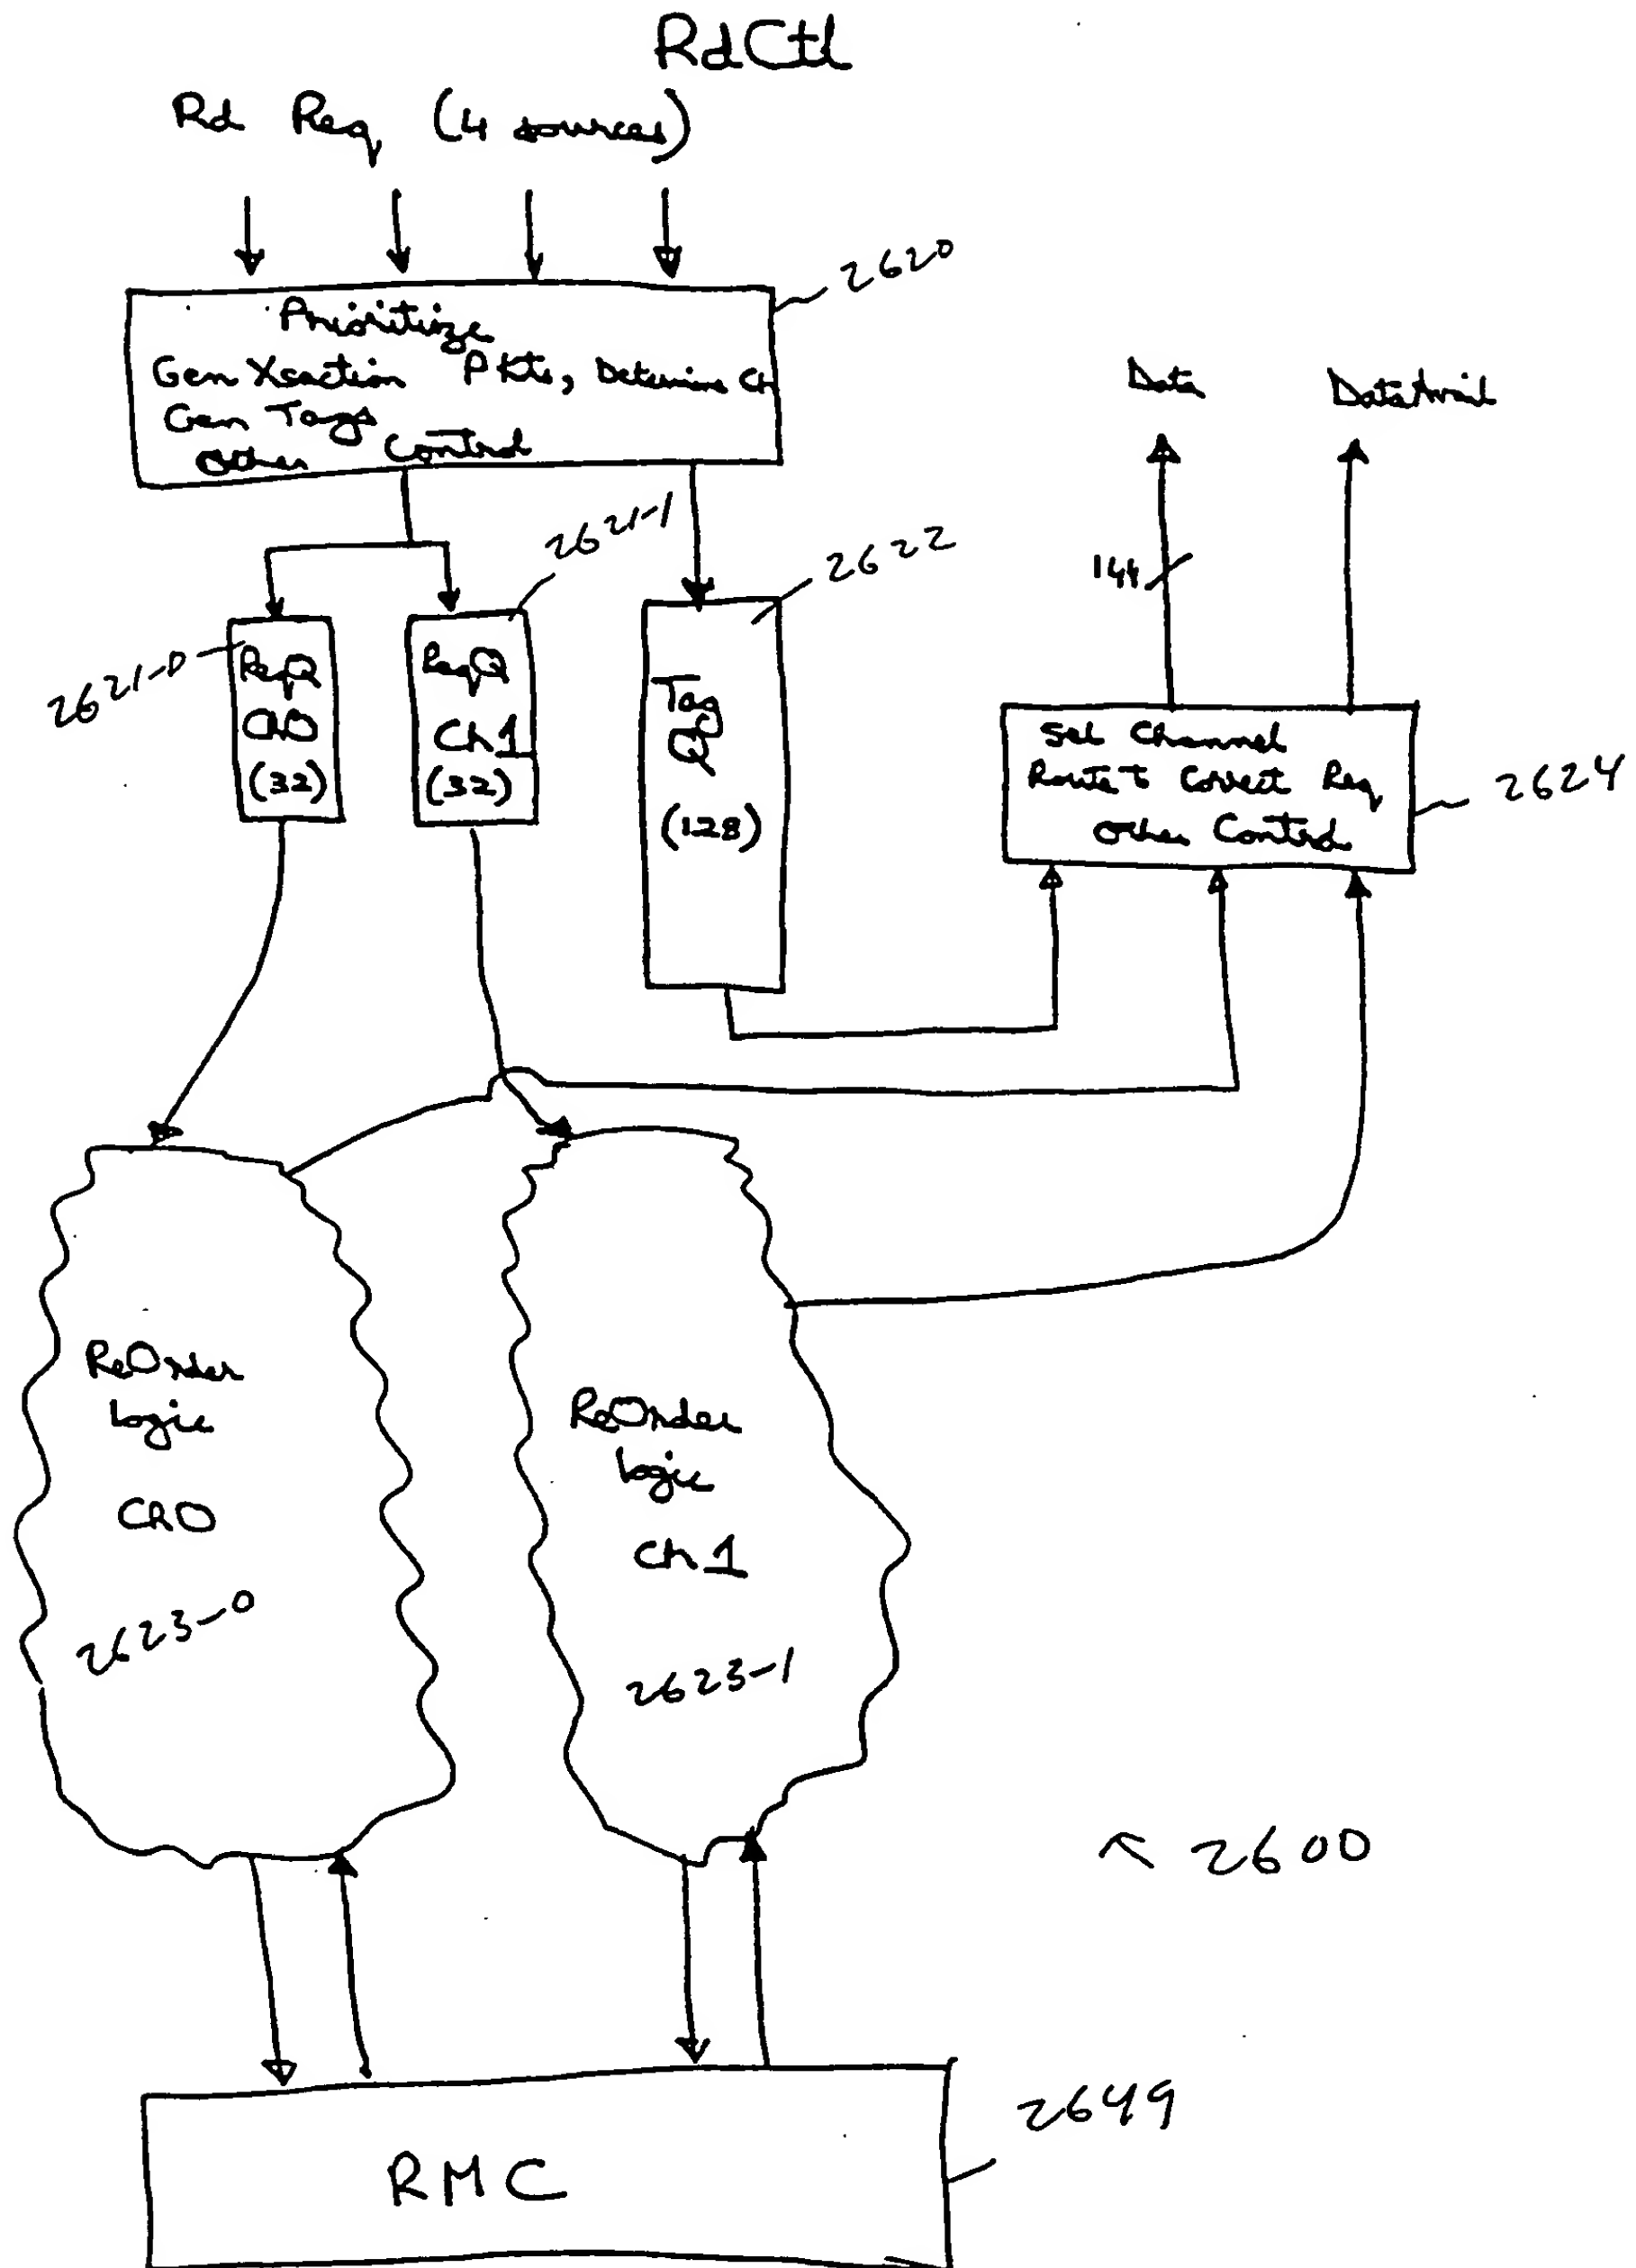 RdCtl
Rd Req (4 sources)
2620
Prioritize
Gen Xsaction Pkts, Determine CH
Gen Tags
Other Control
Data
DataAvail
144
2621-0
2621-1
2622
ReqQ
Ch0
(32)
ReqQ
Ch1
(32)
Tag
Q
(128)
Sel Channel
Route to Correct Req
Other Control
2624
ReOrder
Logic
Ch0
2623-0
ReOrder
Logic
Ch1
2623-1
2600
RMC
2649